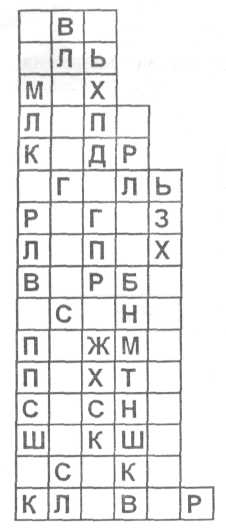 В
Л Ь
М Х
Л П
К Д Р
Г Л Ь
Р Г З
Л П Х
В Р Б
С Н
П Ж М
П Х Т
С С Н
Ш К Ш
С К
К Л В Р